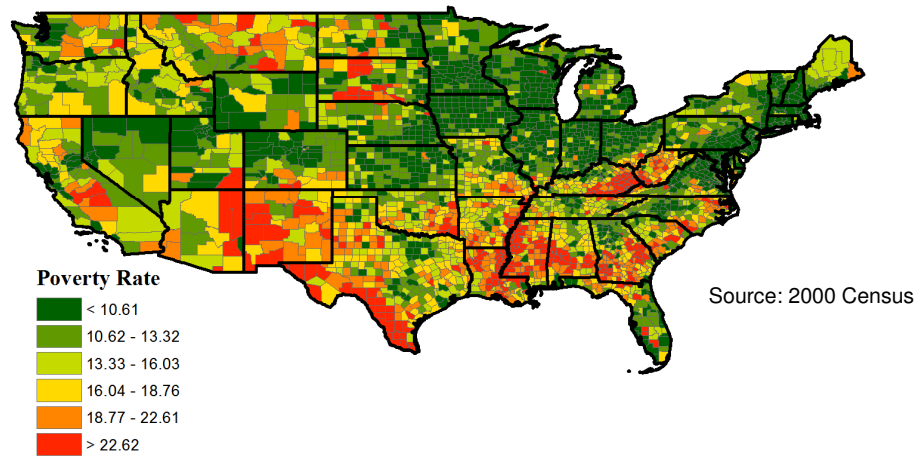 Poverty Rate
< 10.61
10.62 - 13.32
13.33 - 16.03
16.04 - 18.76
18.77 - 22.61
> 22.62
Source: 2000 Census